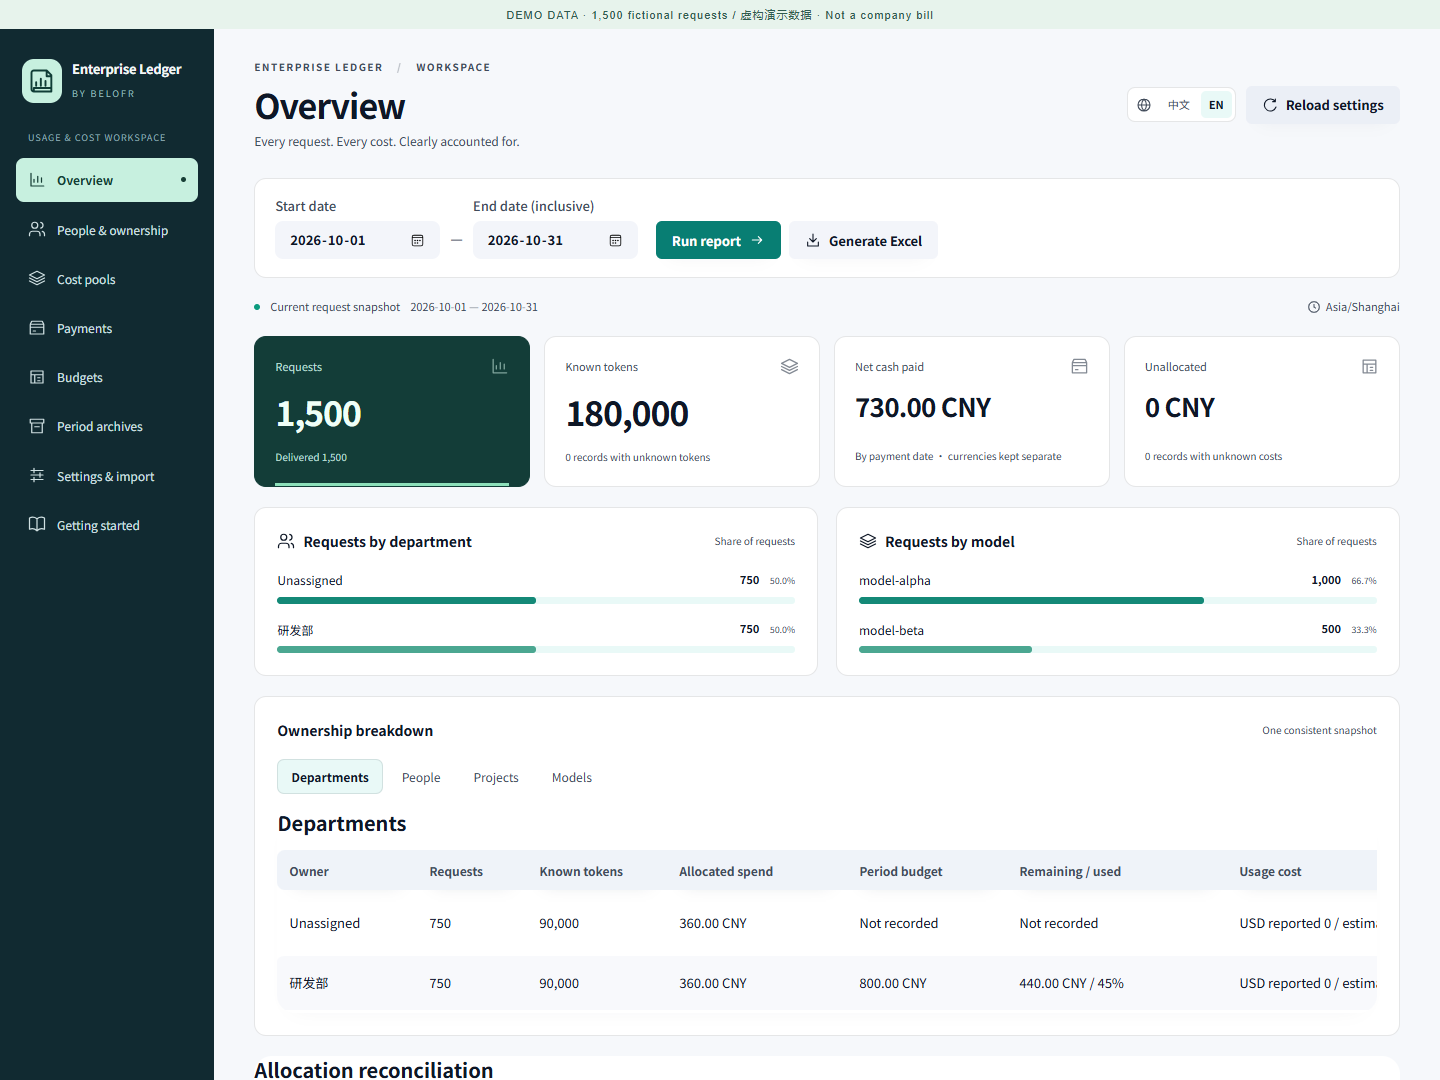 DEMO DATA · 1,500 fictional requests / 虚构演示数据 · Not a company bill
Enterprise Ledger
BY BELOFR
USAGE & COST WORKSPACE
Overview
People & ownership
Cost pools
Payments
Budgets
Period archives
Settings & import
Getting started
ENTERPRISE LEDGER / WORKSPACE
Overview
Every request. Every cost. Clearly accounted for.
中文 EN
Reload settings
Start date
End date (inclusive)
2026-10-01 — 2026-10-31
Run report
Generate Excel
Current request snapshot 2026-10-01 — 2026-10-31
Asia/Shanghai
Requests
1,500
Delivered 1,500
Known tokens
180,000
0 records with unknown tokens
Net cash paid
730.00 CNY
By payment date • currencies kept separate
Unallocated
0 CNY
0 records with unknown costs
Requests by department
Share of requests
Unassigned 750 50.0%
研发部 750 50.0%
Requests by model
Share of requests
model-alpha 1,000 66.7%
model-beta 500 33.3%
Ownership breakdown
One consistent snapshot
Departments People Projects Models
Departments
Owner Requests Known tokens Allocated spend Period budget Remaining / used Usage cost
Unassigned 750 90,000 360.00 CNY Not recorded Not recorded USD reported 0 / estima
研发部 750 90,000 360.00 CNY 800.00 CNY 440.00 CNY / 45% USD reported 0 / estima
Allocation reconciliation